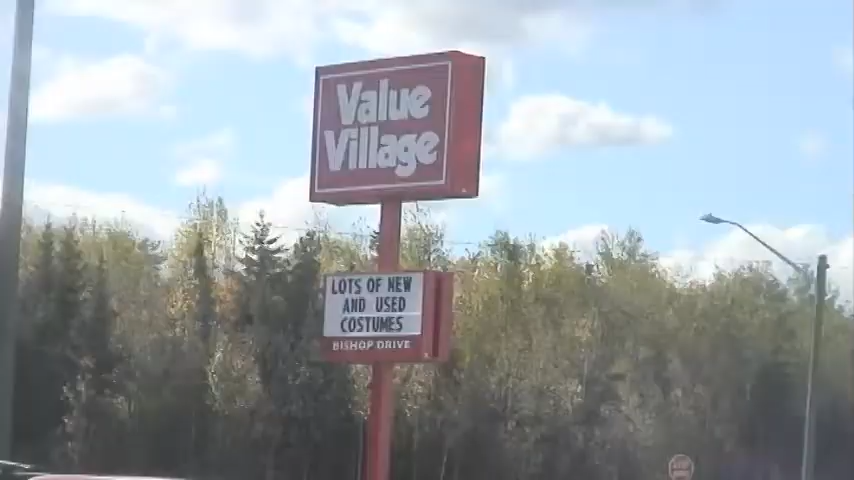 Value
Village
LOTS OF NEW
AND USED
COSTUMES
BISHOP DRIVE